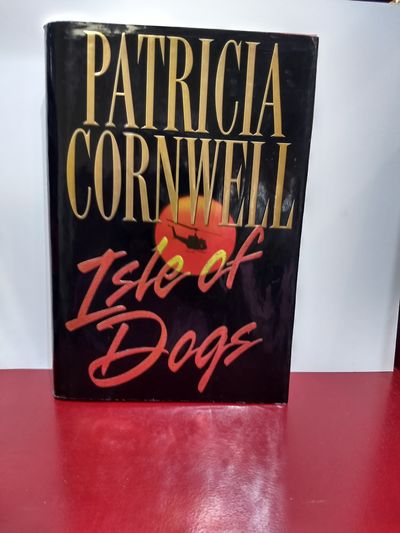 PATRICIA
CORNWELL
Isle of
Dogs